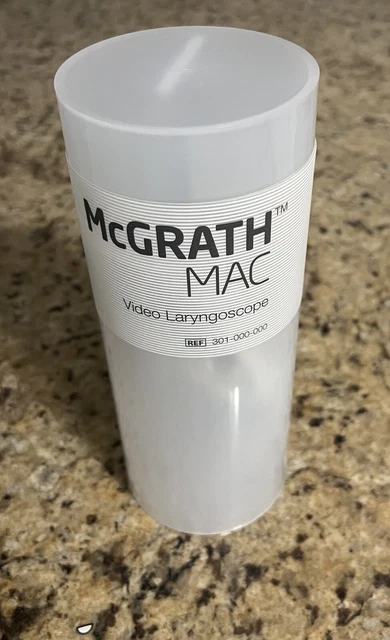 McGRATH™
MAC
Video Laryngoscope
REF 301-000-000